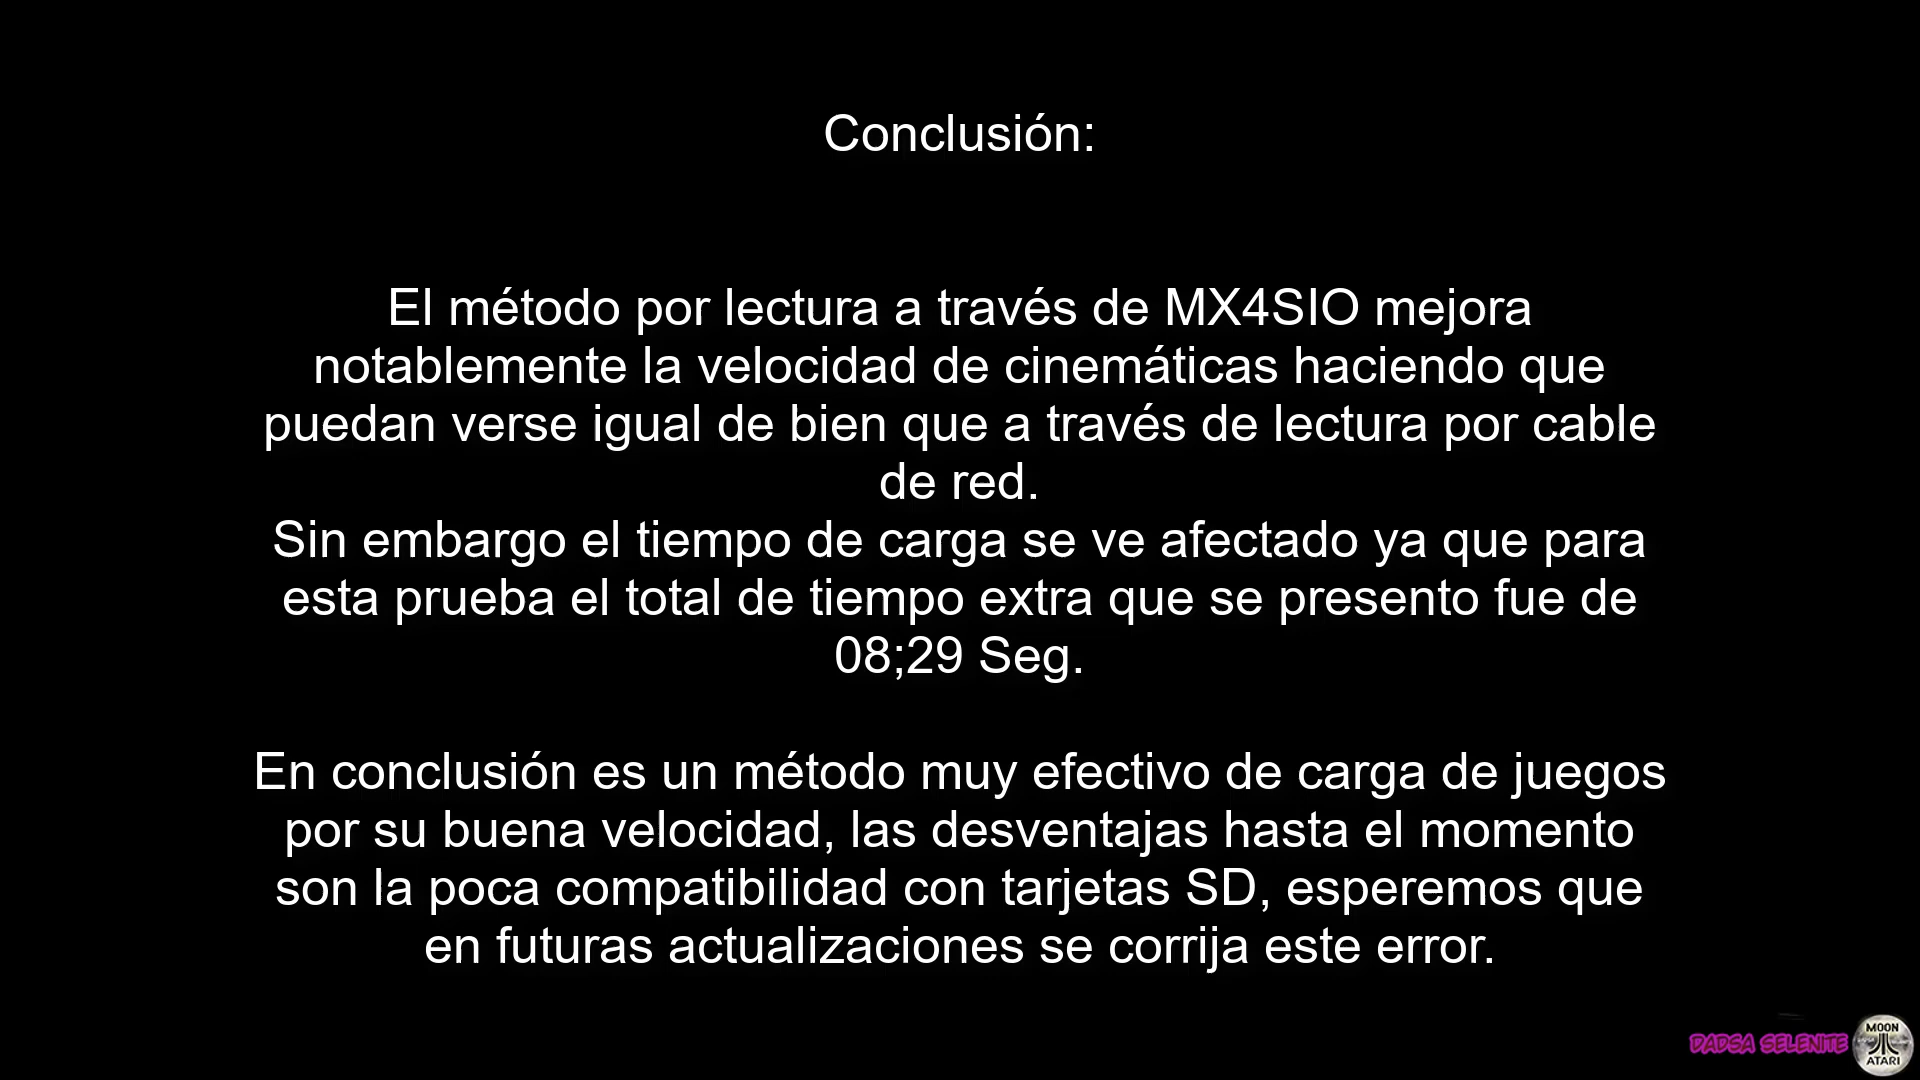 Conclusión:
El método por lectura a través de MX4SIO mejora
notablemente la velocidad de cinemáticas haciendo que
puedan verse igual de bien que a través de lectura por cable
de red.
Sin embargo el tiempo de carga se ve afectado ya que para
esta prueba el total de tiempo extra que se presento fue de
08;29 Seg.
En conclusión es un método muy efectivo de carga de juegos
por su buena velocidad, las desventajas hasta el momento
son la poca compatibilidad con tarjetas SD, esperemos que
en futuras actualizaciones se corrija este error.
DADSA SELENITE
MOON
ATARI